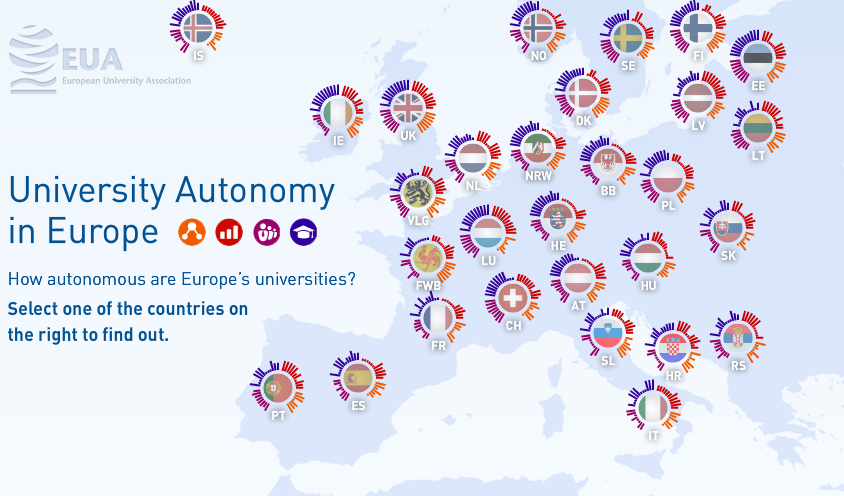 IS
NO
SE
FI
EE
EUA
European University Association
IE
UK
DK
LV
LT
NL
NRW
BB
PL
University Autonomy
in Europe
VLG
LU
HE
SK
How autonomous are Europe's universities?
FWB
AT
HU
Select one of the countries on
the right to find out.
FR
CH
SL
HR
RS
PT
ES
IT